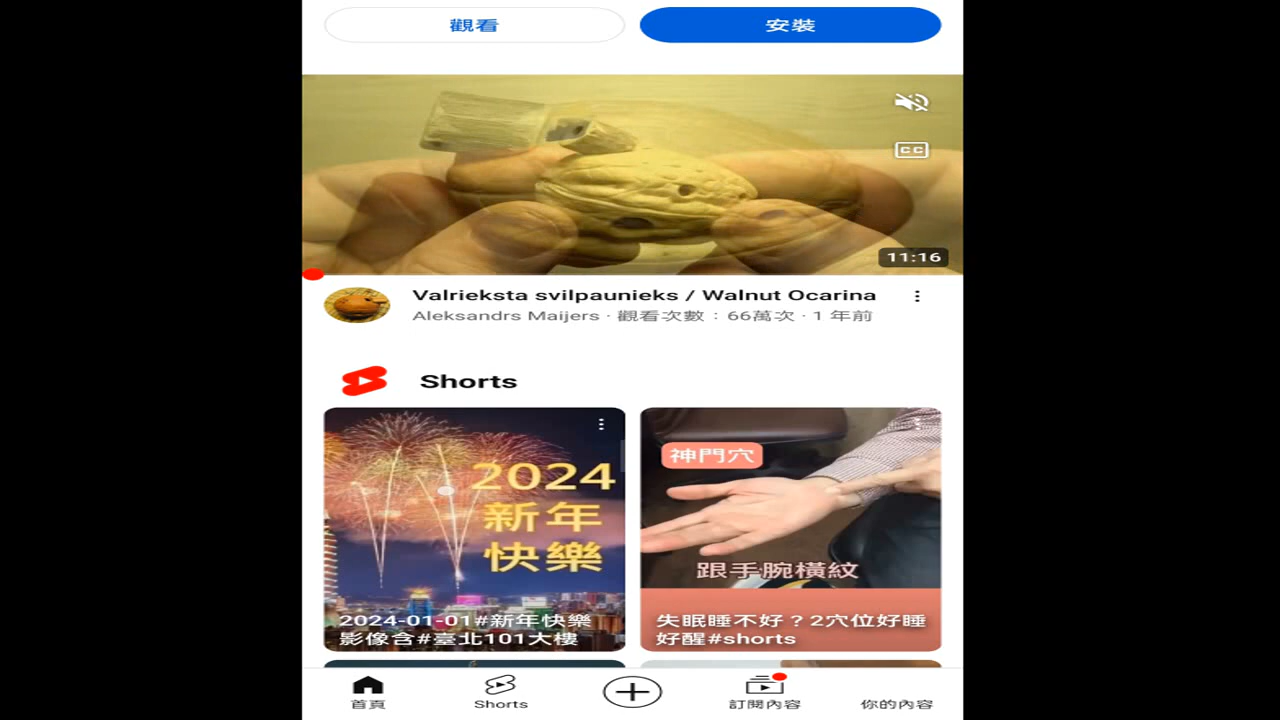 觀看
安裝
CC
11:16
Valrieksta svilpaunieks / Walnut Ocarina
Aleksandrs Maijers · 觀看次數：66萬次 · 1 年前
Shorts
2024
新年
快樂
2024-01-01#新年快樂
影像含#臺北101大樓
神門穴
跟手腕橫紋
失眠睡不好？2穴位好睡
好醒#shorts
首頁
Shorts
訂閱內容
你的內容